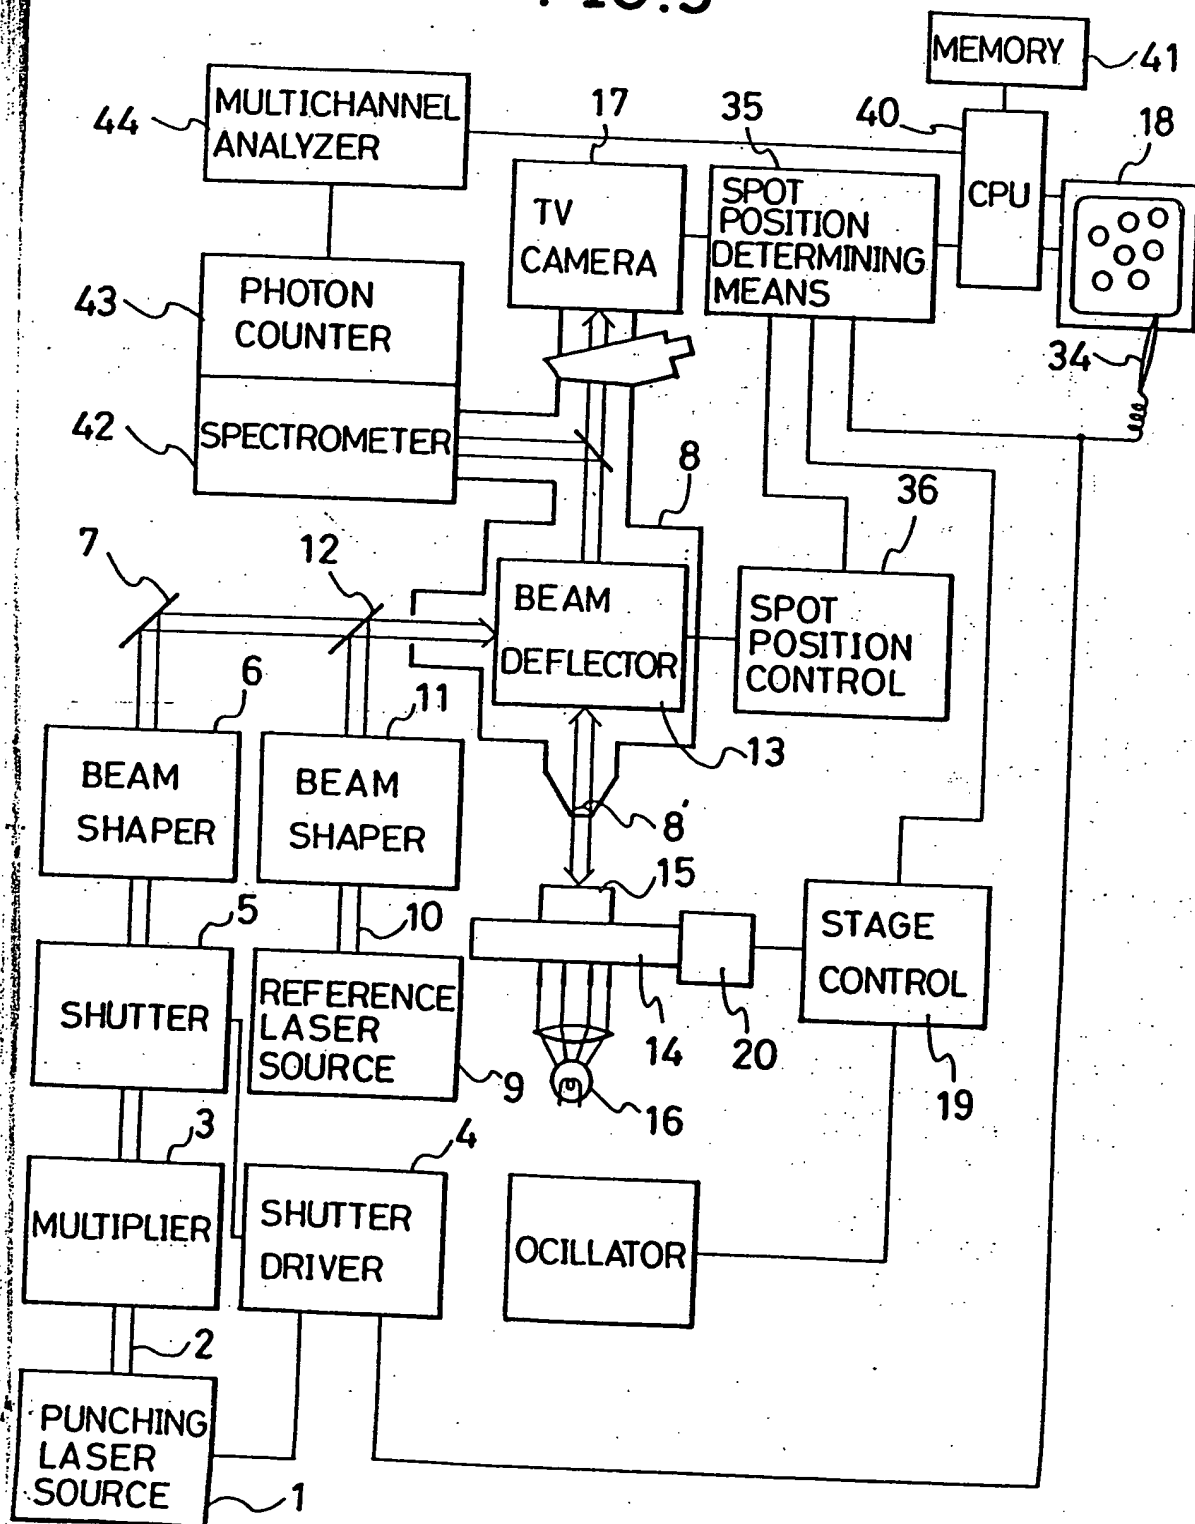 FIG.5
MEMORY
41
MULTICHANNEL
ANALYZER
44
17
35
40
18
TV
CAMERA
SPOT
POSITION
DETERMINING
MEANS
CPU
PHOTON
COUNTER
43
34
SPECTROMETER
42
8
36
7
12
BEAM
DEFLECTOR
SPOT
POSITION
CONTROL
6
11
13
BEAM
SHAPER
BEAM
SHAPER
8'
15
5
10
STAGE
CONTROL
SHUTTER
REFERENCE
LASER
SOURCE
14
20
9
16
19
3
4
MULTIPLIER
SHUTTER
DRIVER
OCILLATOR
2
PUNCHING
LASER
SOURCE
1